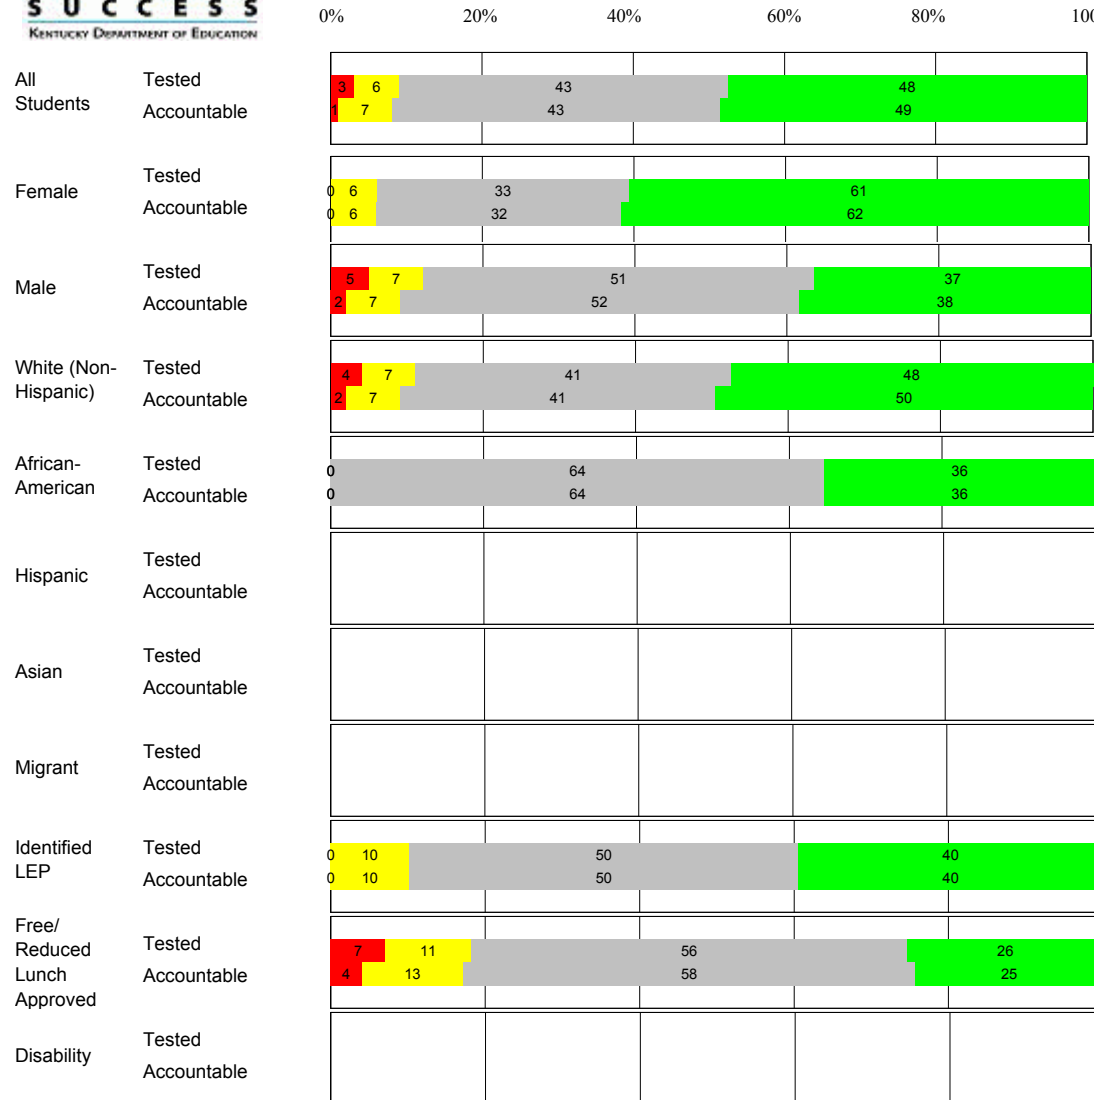 SUCCESS
KENTUCKY DEPARTMENT OF EDUCATION
0% 20% 40% 60% 80% 100
All Students
Tested 3 6 43 48
Accountable 1 7 43 49
Female
Tested 0 6 33 61
Accountable 0 6 32 62
Male
Tested 5 7 51 37
Accountable 2 7 52 38
White (Non-
Hispanic)
Tested 4 7 41 48
Accountable 2 7 41 50
African-
American
Tested 0 64 36
Accountable 0 64 36
Hispanic
Tested
Accountable
Asian
Tested
Accountable
Migrant
Tested
Accountable
Identified
LEP
Tested 0 10 50 40
Accountable 0 10 50 40
Free/
Reduced
Lunch
Approved
Tested 7 11 56 26
Accountable 4 13 58 25
Disability
Tested
Accountable